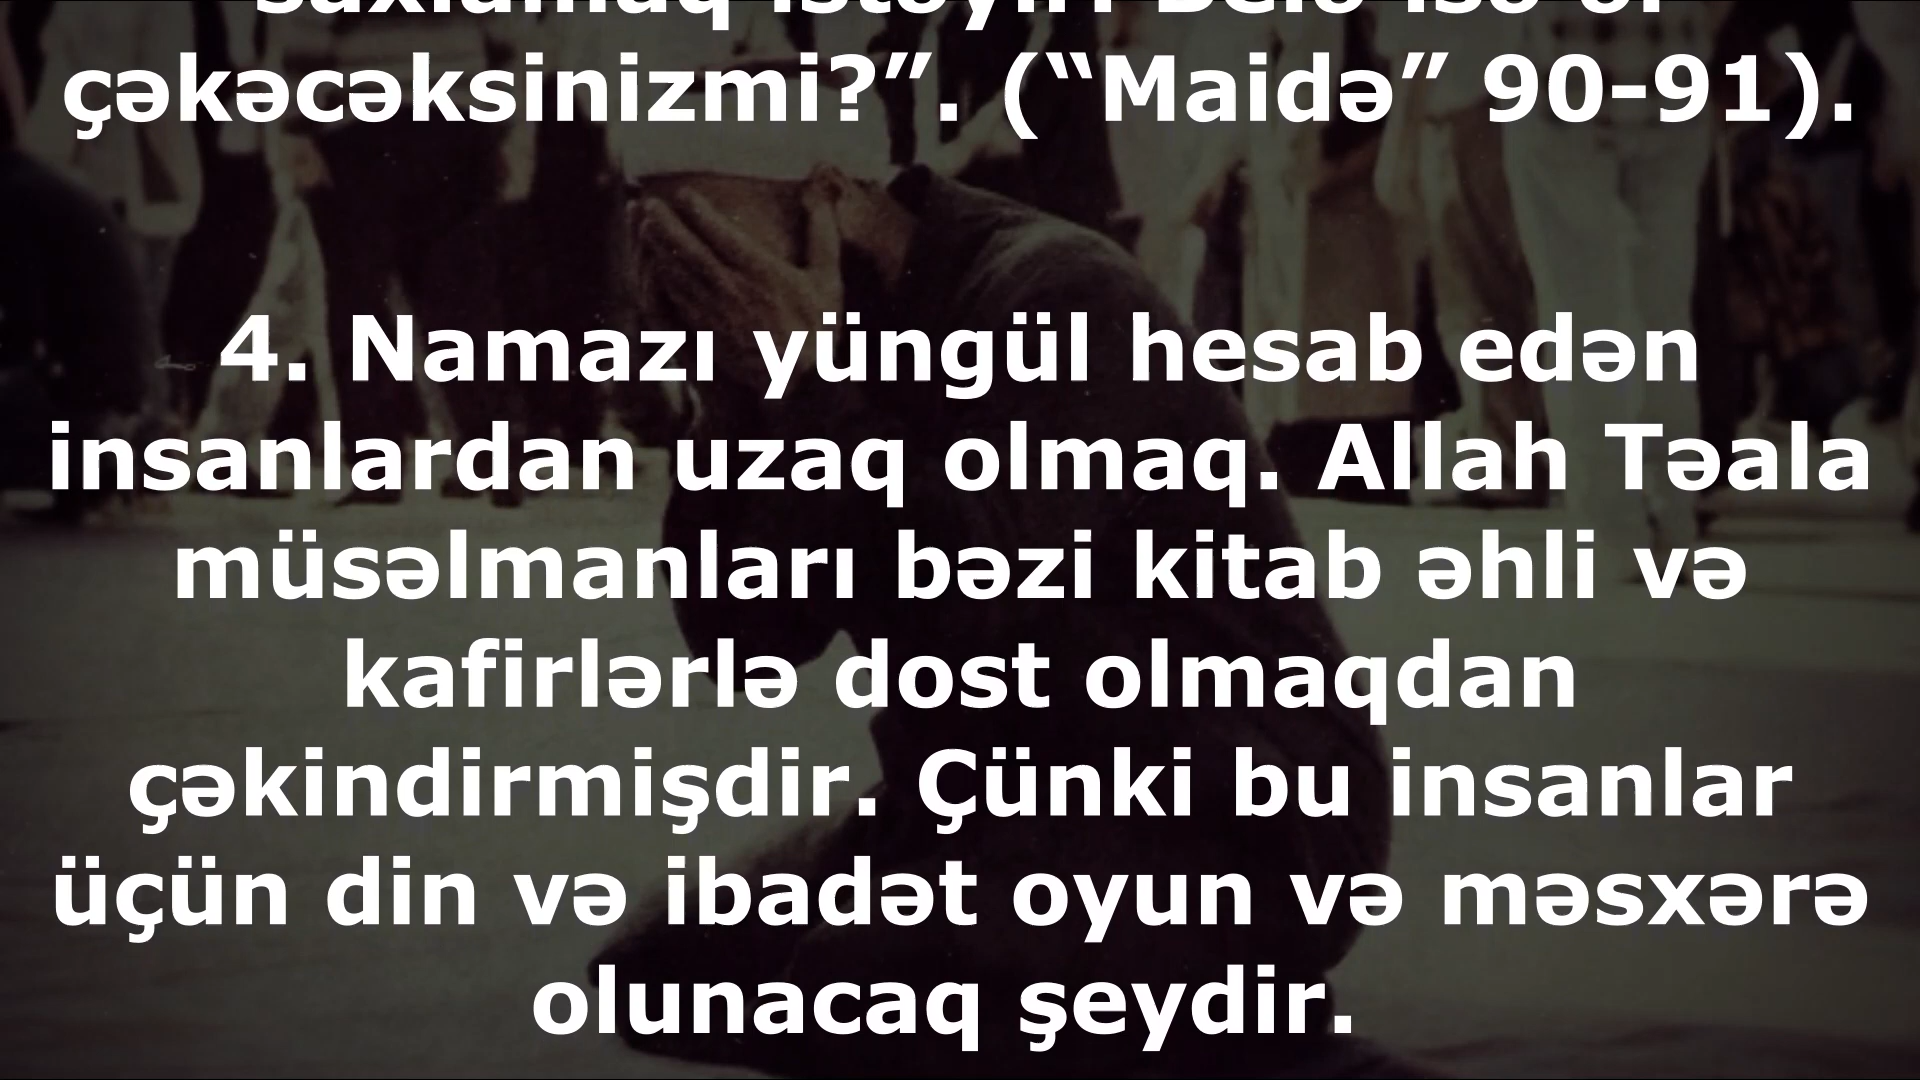 çəkəcəksinizmi?”. (“Maidə” 90-91).
4. Namazı yüngül hesab edən
insanlardan uzaq olmaq. Allah Təala
müsəlmanları bəzi kitab əhli və
kafirlərlə dost olmaqdan
çəkindirmişdir. Çünki bu insanlar
üçün din və ibadət oyun və məsxərə
olunacaq şeydir.